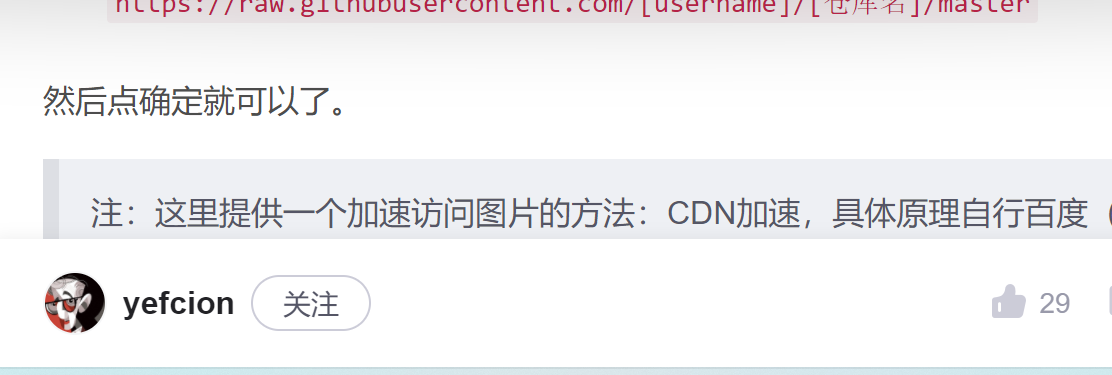 https://raw.githubusercontent.com/[username]/[仓库名]/master
然后点确定就可以了。
注：这里提供一个加速访问图片的方法：CDN加速，具体原理自行百度（
yefcion 关注 29